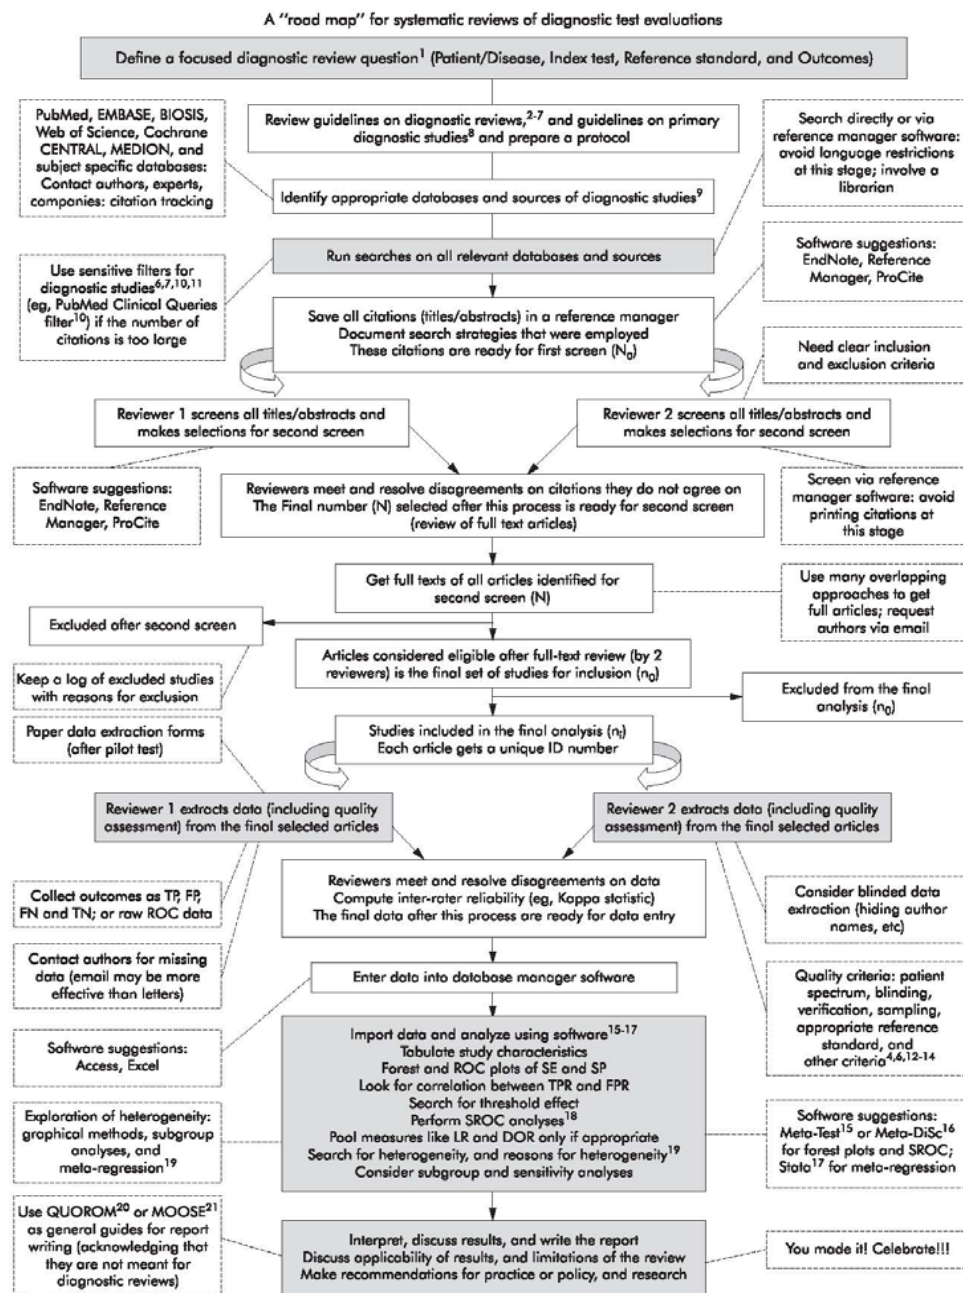 A "road map" for systematic reviews of diagnostic test evaluations
Define a focused diagnostic review question1 (Patient/Disease, Index test, Reference standard, and Outcomes)
PubMed, EMBASE, BIOSIS,
Web of Science, Cochrane
CENTRAL, MEDION, and
subject specific databases:
Contact authors, experts,
companies: citation tracking
Review guidelines on diagnostic reviews,2-7 and guidelines on primary
diagnostic studies8 and prepare a protocol
Search directly or via
reference manager software:
avoid language restrictions
at this stage; involve a
librarian
Identify appropriate databases and sources of diagnostic studies9
Run searches on all relevant databases and sources
Use sensitive filters for
diagnostic studies6,7,10,11
(eg, PubMed Clinical Queries
filter10) if the number of
citations is too large
Software suggestions:
EndNote, Reference
Manager, ProCite
Save all citations (titles/abstracts) in a reference manager
Document search strategies that were employed
These citations are ready for first screen (Na)
Need clear inclusion
and exclusion criteria
Reviewer 1 screens all titles/abstracts and
makes selections for second screen
Reviewer 2 screens all titles/abstracts and
makes selections for second screen
Software suggestions:
EndNote, Reference
Manager, ProCite
Reviewers meet and resolve disagreements on citations they do not agree on
The Final number (N) selected after this process is ready for second screen
(review of full text articles)
Screen via reference
manager software: avoid
printing citations at
this stage
Get full texts of all articles identified for
second screen (N)
Use many overlapping
approaches to get
full articles; request
authors via email
Excluded after second screen
Articles considered eligible after full-text review (by 2
reviewers) is the final set of studies for inclusion (n0)
Keep a log of excluded studies
with reasons for exclusion
Excluded from the final
analysis (n0)
Paper data extraction forms
(after pilot test)
Studies included in the final analysis (ni)
Each article gets a unique ID number
Reviewer 1 extracts data (including quality
assessment) from the final selected articles
Reviewer 2 extracts data (including quality
assessment) from the final selected articles
Collect outcomes as TP, FP,
FN and TN; or raw ROC data
Reviewers meet and resolve disagreements on data
Compute inter-rater reliability (eg, Kappa statistic)
The final data after this process are ready for data entry
Consider blinded data
extraction (hiding author
names, etc)
Contact authors for missing
data (email may be more
effective than letters)
Enter data into database manager software
Quality criteria: patient
spectrum, blinding,
verification, sampling,
appropriate reference
standard, and
other criteria4,6,12-14
Software suggestions:
Access, Excel
Import data and analyze using software15-17
Tabulate study characteristics
Forest and ROC plots of SE and SP
Look for correlation between TPR and FPR
Search for threshold effect
Perform SROC analyses18
Pool measures like LR and DOR only if appropriate
Search for heterogeneity, and reasons for heterogeneity19
Consider subgroup and sensitivity analyses
Exploration of heterogeneity:
graphical methods, subgroup
analyses, and
meta-regression19
Software suggestions:
Meta-Test15 or Meta-DiSc16
for forest plots and SROC;
Stata17 for meta-regression
Use QUOROM20 or MOOSE21
as general guides for report
writing (acknowledging that
they are not meant for
diagnostic reviews)
Interpret, discuss results, and write the report
Discuss applicability of results, and limitations of the review
Make recommendations for practice or policy, and research
You made it! Celebrate!!!